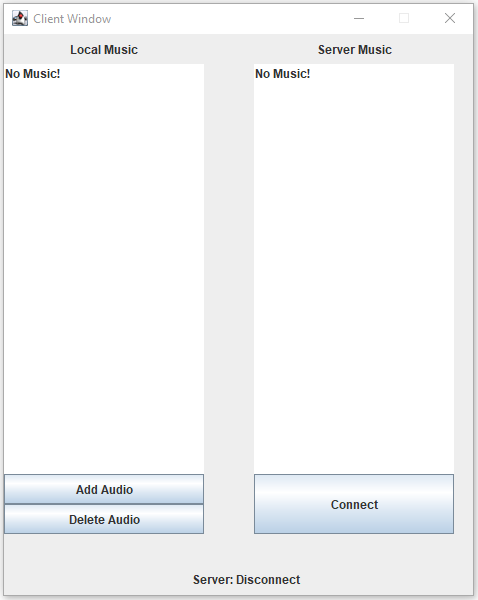 Client Window
Local Music
Server Music
No Music!
No Music!
Add Audio
Delete Audio
Connect
Server: Disconnect